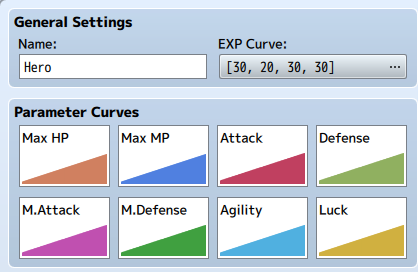 General Settings
Name: EXP Curve:
Hero [30, 20, 30, 30] ...
Parameter Curves
Max HP Max MP Attack Defense
M.Attack M.Defense Agility Luck